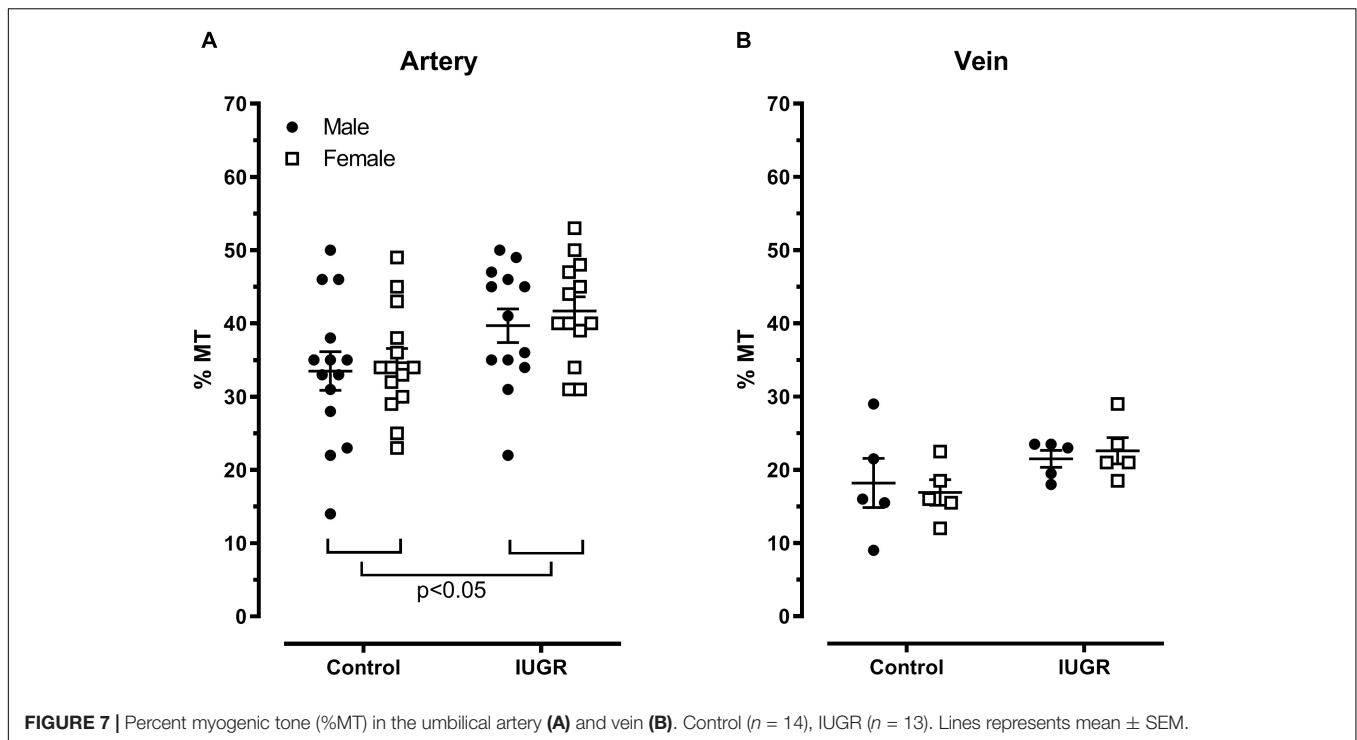 A
Artery
70
60
50
40
30
20
10
0
% MT
Male
Female
p<0.05
Control
IUGR
B
Vein
70
60
50
40
30
20
10
0
% MT
Control
IUGR
FIGURE 7 | Percent myogenic tone (%MT) in the umbilical artery (A) and vein (B). Control (n = 14), IUGR (n = 13). Lines represents mean ± SEM.